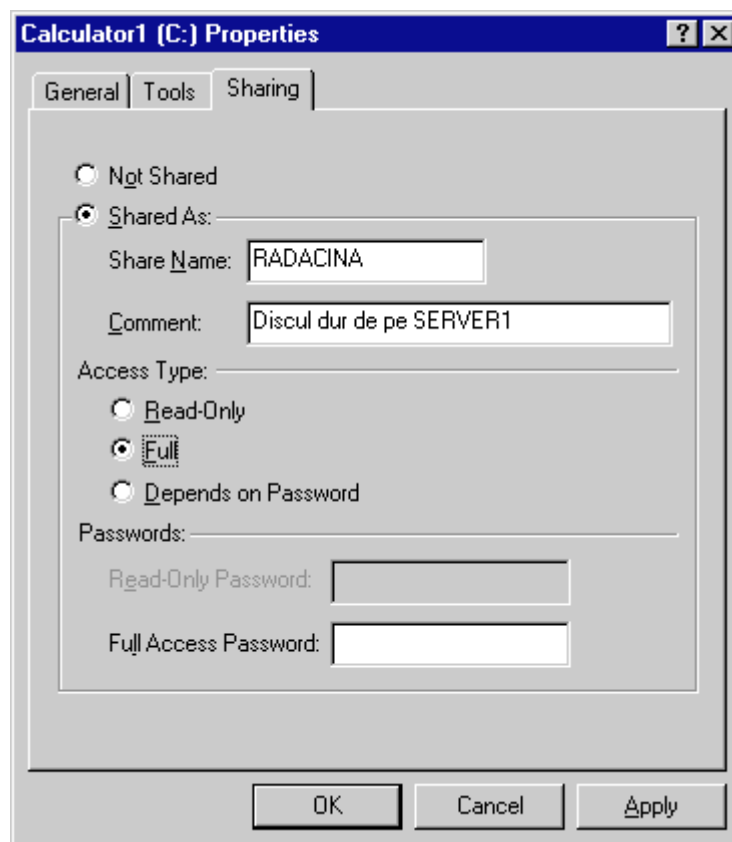 Calculator1 (C:) Properties
General Tools Sharing
Not Shared
Shared As:
Share Name: RADACINA
Comment: Discul dur de pe SERVER1
Access Type:
Read-Only
Full
Depends on Password
Passwords:
Read-Only Password:
Full Access Password:
OK Cancel Apply